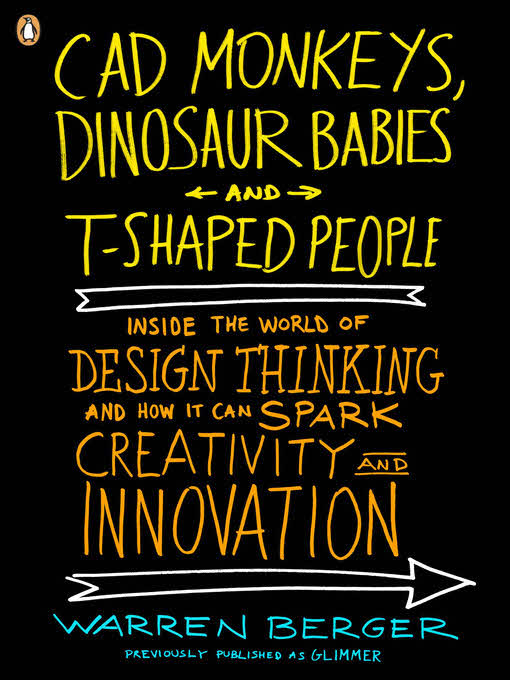 CAD MONKEYS,
DINOSAUR BABIES
AND
T-SHAPED PEOPLE
INSIDE THE WORLD OF
DESIGN THINKING
AND HOW IT CAN SPARK
CREATIVITY AND
INNOVATION
WARREN BERGER
PREVIOUSLY PUBLISHED AS GLIMMER